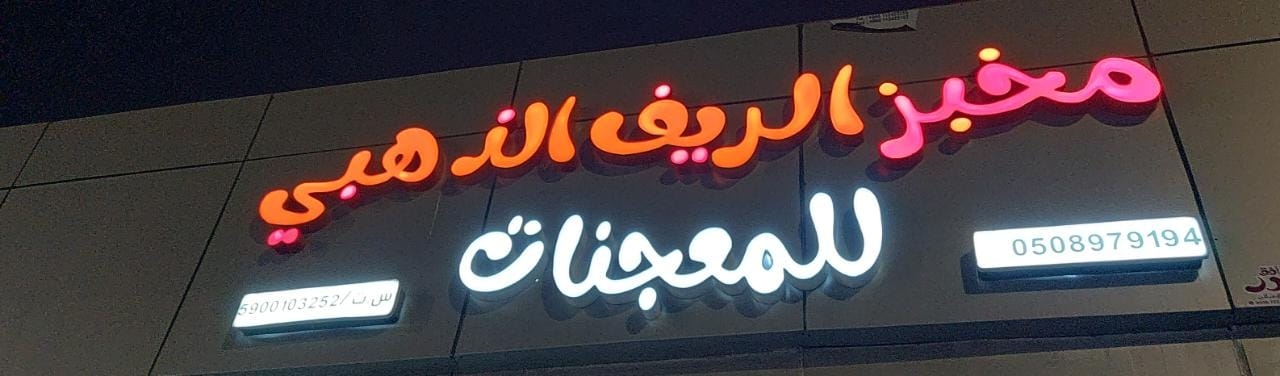 مخبز الريف الذهبي
للمعجنات
0508979194
س ت/5900103252